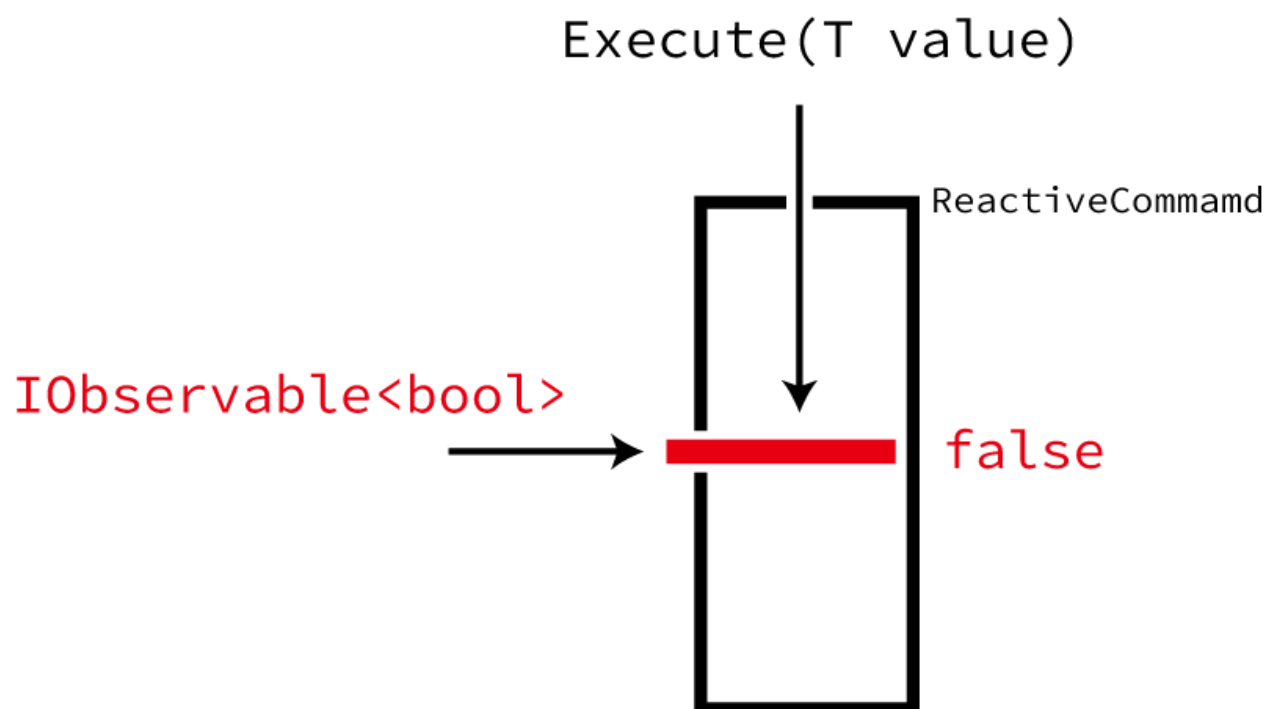 Execute(T value)
ReactiveCommamd
IObservable<bool>
false